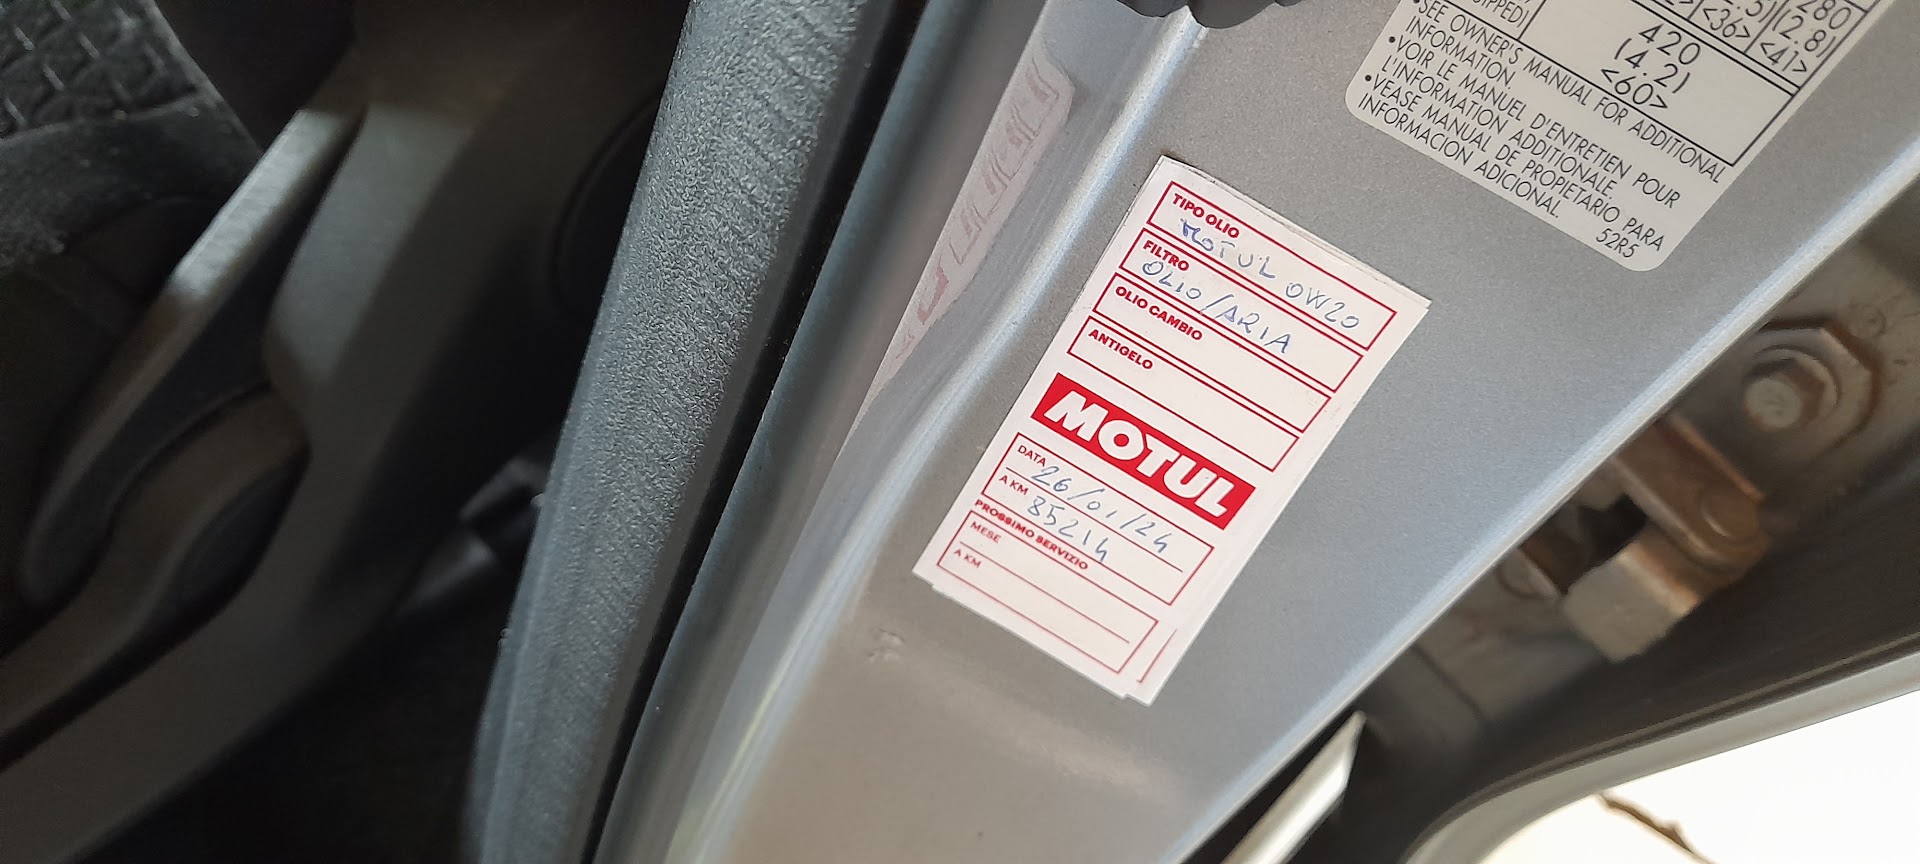 280
(2.8)
<36>
<41>
420
(4.2)
<60>
•SEE OWNER'S MANUAL FOR ADDITIONAL
INFORMATION.
•VOIR LE MANUEL D'ENTRETIEN POUR
L'INFORMATION ADDITIONALE.
•VEASE MANUAL DE PROPIETARIO PARA
INFORMACION ADICIONAL.
52R5
TIPO OLIO
MOTUL 0W20
FILTRO
OLIO/ARIA
OLIO CAMBIO
ANTIGELO
MOTUL
DATA 26/01/24
A KM 85214
PROSSIMO SERVIZIO
MESE
A KM